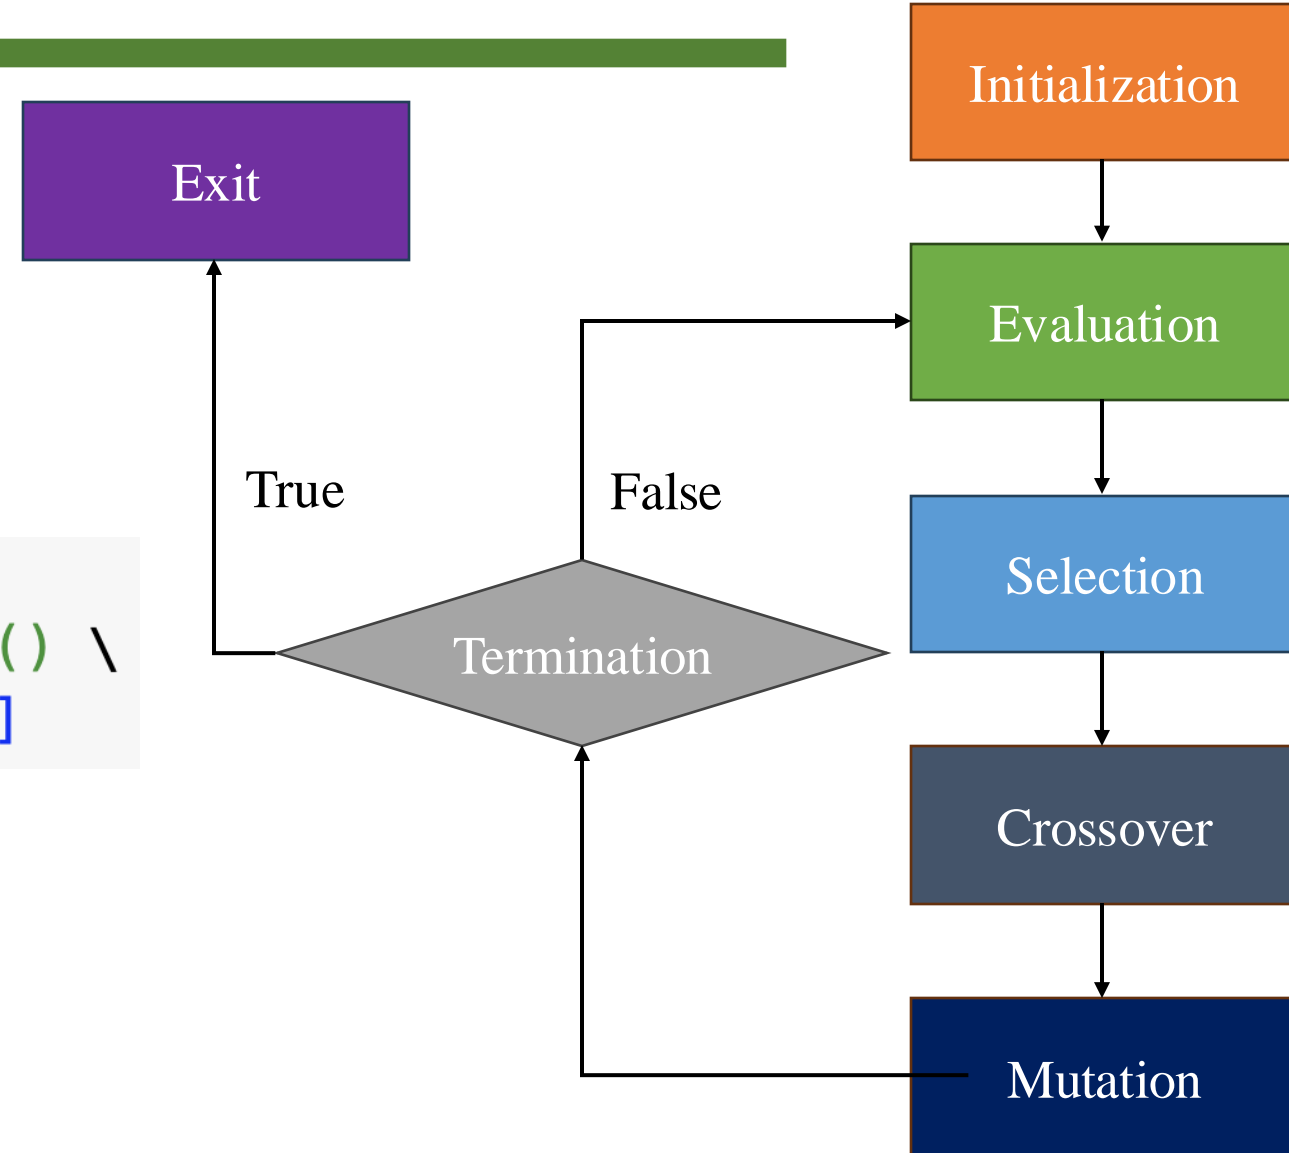 Initialization
Exit
Evaluation
True
False
Selection
() \
]
Termination
Crossover
Mutation